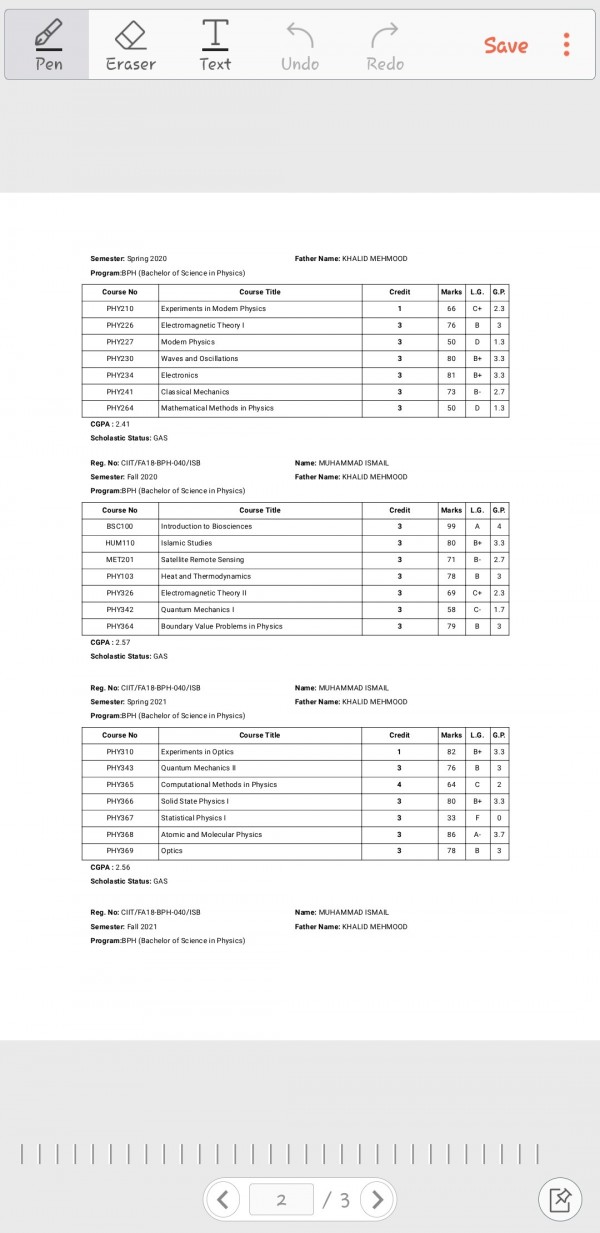 Pen Eraser Text Undo Redo Save
Semester: Spring 2020 Father Name: KHALID MEHMOOD
Program:BPH (Bachelor of Science in Physics)
Course No Course Title Credit Marks L.G. G.P.
PHY210 Experiments in Modern Physics 1 66 C+ 2.3
PHY226 Electromagnetic Theory I 3 76 B 3
PHY227 Modern Physics 3 50 D 1.3
PHY230 Waves and Oscillations 3 80 B+ 3.3
PHY234 Electronics 3 81 B+ 3.3
PHY241 Classical Mechanics 3 73 B- 2.7
PHY264 Mathematical Methods in Physics 3 50 D 1.3
CGPA : 2.41
Scholastic Status: GAS
Reg. No: CIIT/FA18-BPH-040/ISB Name: MUHAMMAD ISMAIL
Semester: Fall 2020 Father Name: KHALID MEHMOOD
Program:BPH (Bachelor of Science in Physics)
Course No Course Title Credit Marks L.G. G.P.
BSC100 Introduction to Biosciences 3 99 A 4
HUM110 Islamic Studies 3 80 B+ 3.3
MET201 Satellite Remote Sensing 3 71 B- 2.7
PHY103 Heat and Thermodynamics 3 78 B 3
PHY326 Electromagnetic Theory II 3 69 C+ 2.3
PHY342 Quantum Mechanics I 3 58 C- 1.7
PHY364 Boundary Value Problems in Physics 3 79 B 3
CGPA : 2.57
Scholastic Status: GAS
Reg. No: CIIT/FA18-BPH-040/ISB Name: MUHAMMAD ISMAIL
Semester: Spring 2021 Father Name: KHALID MEHMOOD
Program:BPH (Bachelor of Science in Physics)
Course No Course Title Credit Marks L.G. G.P.
PHY310 Experiments in Optics 1 82 B+ 3.3
PHY343 Quantum Mechanics II 3 76 B 3
PHY365 Computational Methods in Physics 4 64 C 2
PHY366 Solid State Physics I 3 80 B+ 3.3
PHY367 Statistical Physics I 3 33 F 0
PHY368 Atomic and Molecular Physics 3 86 A- 3.7
PHY369 Optics 3 78 B 3
CGPA : 2.56
Scholastic Status: GAS
Reg. No: CIIT/FA18-BPH-040/ISB Name: MUHAMMAD ISMAIL
Semester: Fall 2021 Father Name: KHALID MEHMOOD
Program:BPH (Bachelor of Science in Physics)
2 / 3